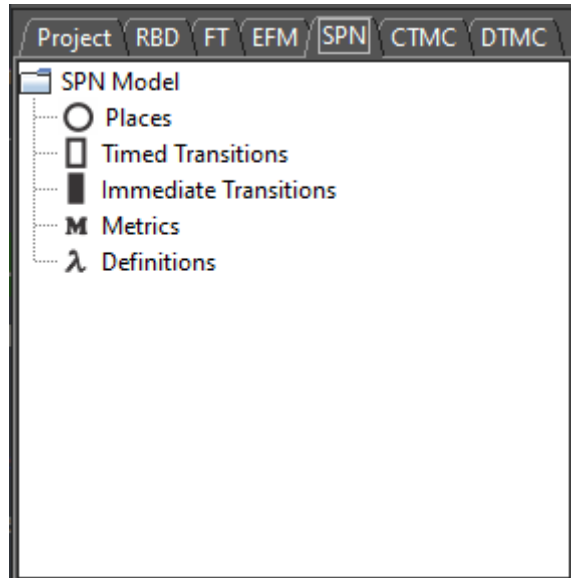 Project RBD FT EFM SPN CTMC DTMC
SPN Model
Places
Timed Transitions
Immediate Transitions
M Metrics
λ Definitions